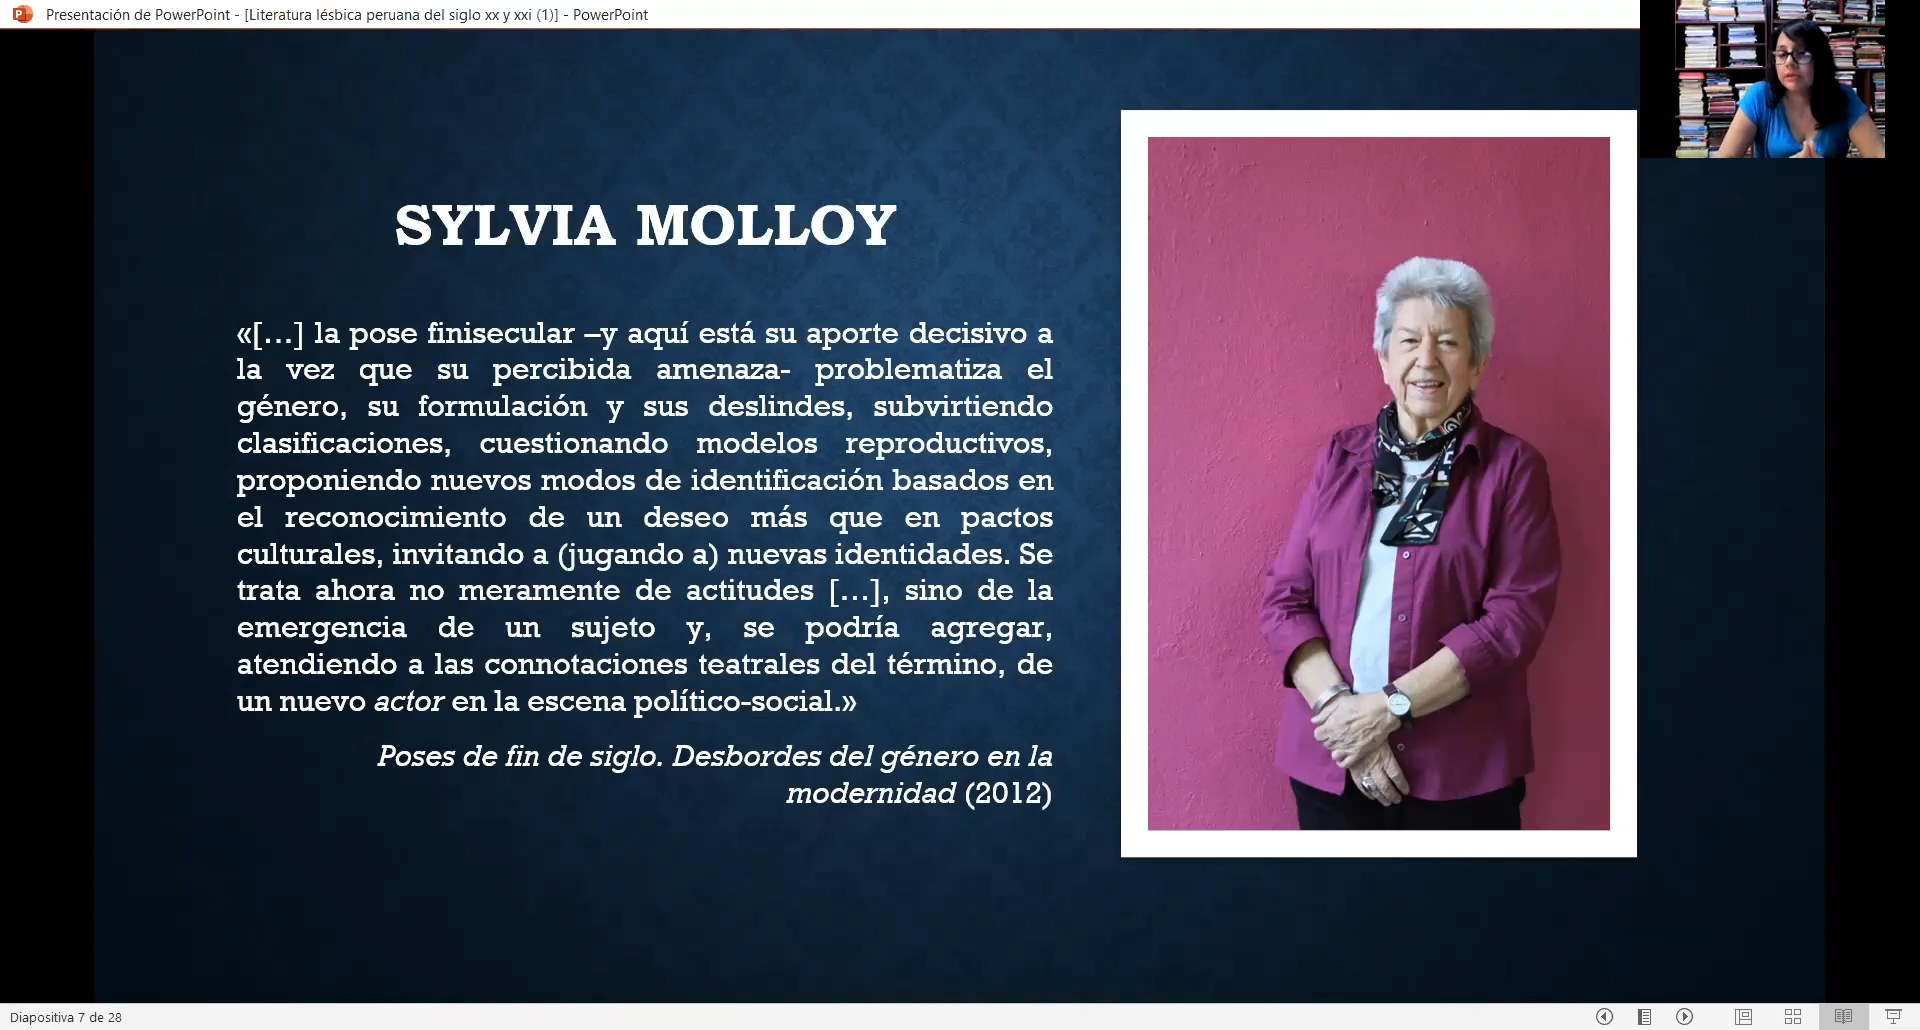 Presentación de PowerPoint - [Literatura lésbica peruana del siglo xx y xxi (1)] - PowerPoint
SYLVIA MOLLOY
«[…] la pose finisecular –y aquí está su aporte decisivo a
la vez que su percibida amenaza- problematiza el
género, su formulación y sus deslindes, subvirtiendo
clasificaciones, cuestionando modelos reproductivos,
proponiendo nuevos modos de identificación basados en
el reconocimiento de un deseo más que en pactos
culturales, invitando a (jugando a) nuevas identidades. Se
trata ahora no meramente de actitudes […], sino de la
emergencia de un sujeto y, se podría agregar,
atendiendo a las connotaciones teatrales del término, de
un nuevo actor en la escena político-social.»
Poses de fin de siglo. Desbordes del género en la
modernidad (2012)
Diapositiva 7 de 28